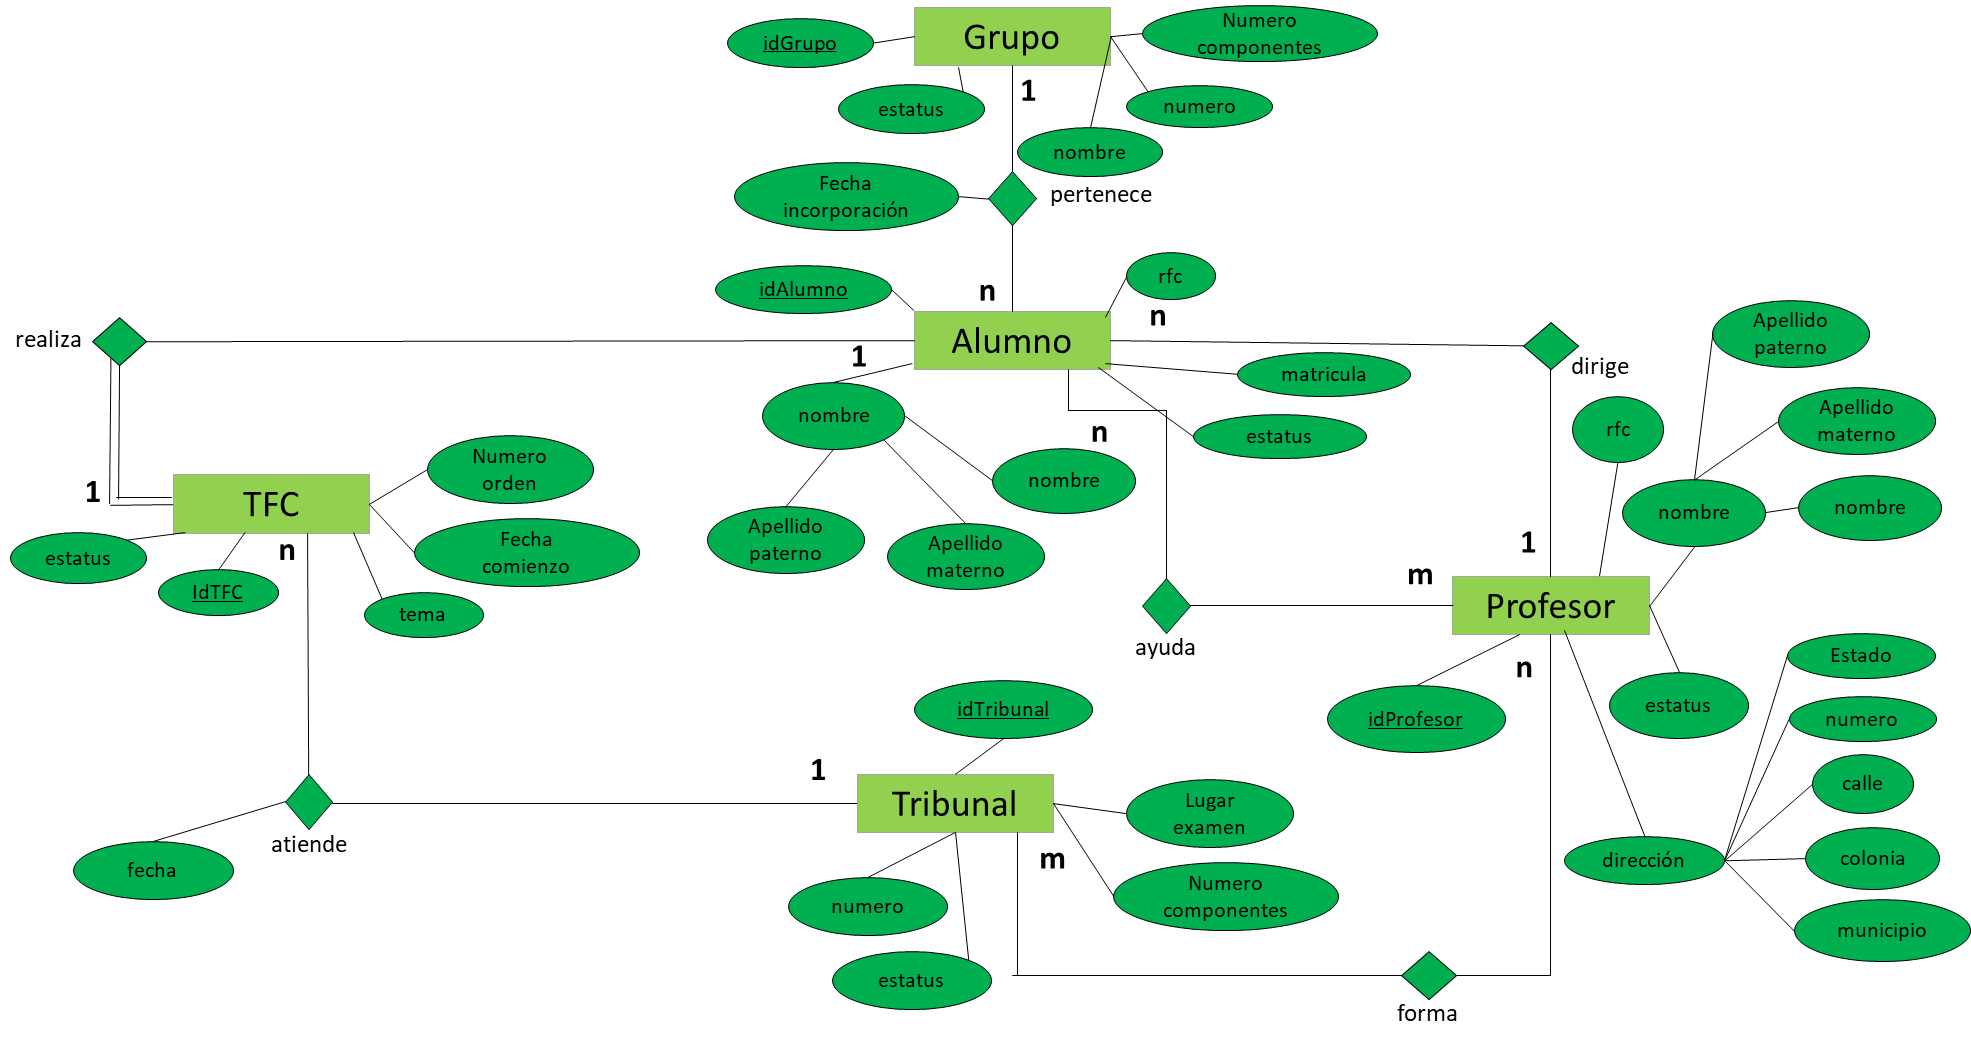 Grupo
idGrupo
Numero
componentes
estatus
1
numero
nombre
Fecha
incorporación
pertenece
idAlumno
n
rfc
n
realiza
Alumno
1
dirige
matricula
Apellido
paterno
nombre
estatus
n
rfc
Apellido
materno
Numero
orden
nombre
1
TFC
Apellido
paterno
Apellido
materno
nombre
nombre
estatus
n
Fecha
comienzo
IdTFC
tema
1
m
Profesor
ayuda
n
Estado
idTribunal
idProfesor
estatus
numero
1
calle
Tribunal
Lugar
examen
atiende
m
dirección
colonia
fecha
numero
Numero
componentes
municipio
estatus
forma